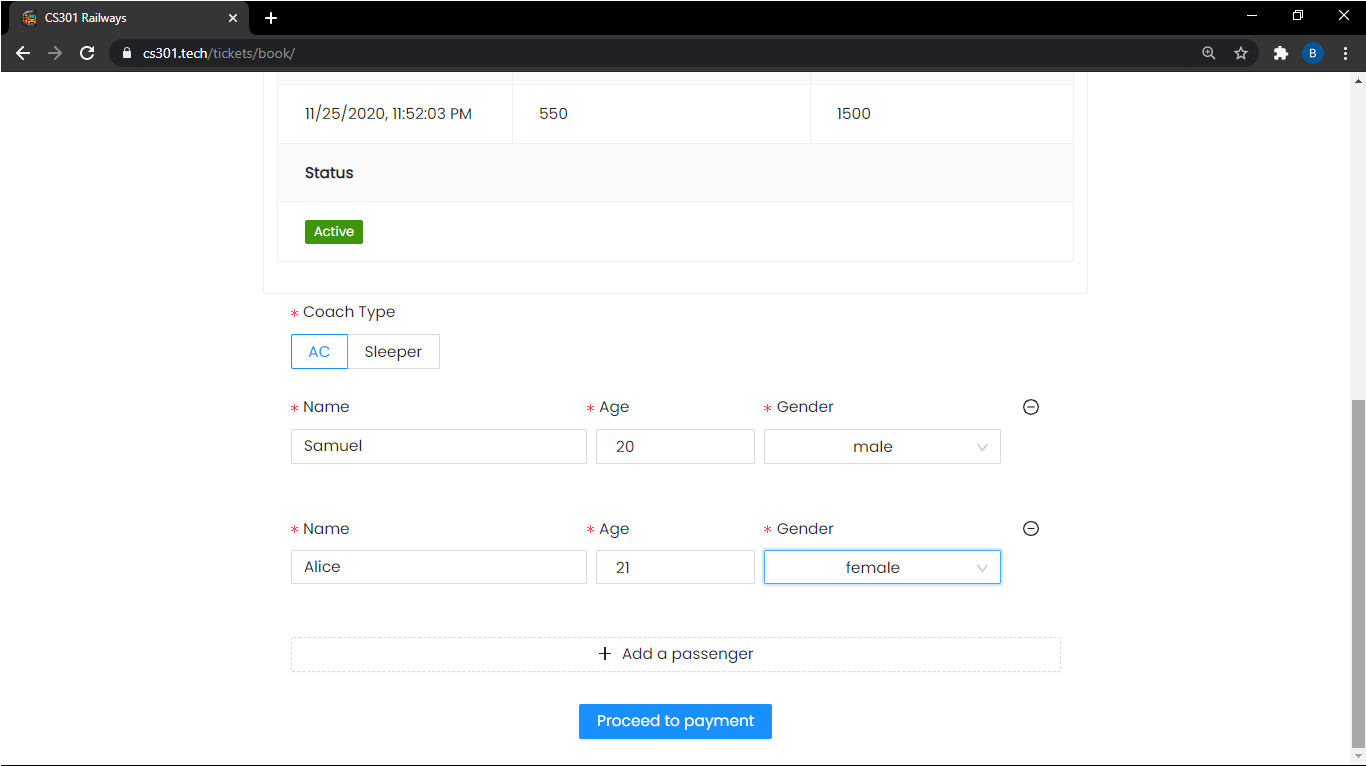 CS301 Railways
cs301.tech/tickets/book/
B
11/25/2020, 11:52:03 PM 550 1500
Status
Active
* Coach Type
AC Sleeper
* Name * Age * Gender
Samuel 20 male
* Name * Age * Gender
Alice 21 female
+ Add a passenger
Proceed to payment